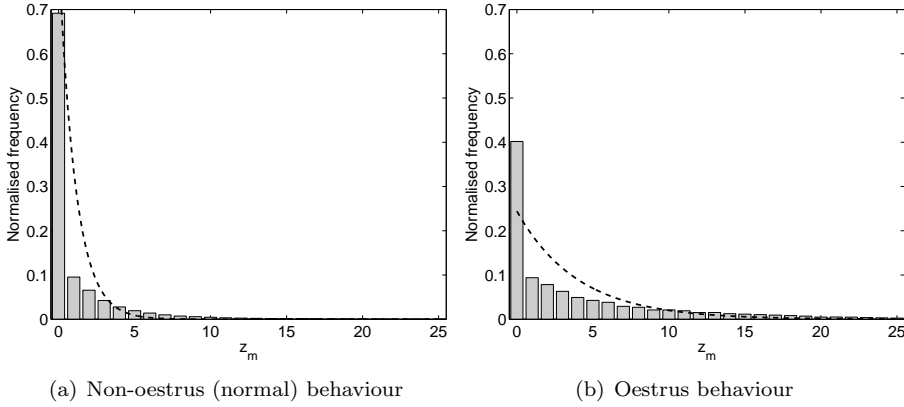 0.7
0.6
0.5
0.4
0.3
0.2
0.1
0
Normalised frequency
0 5 10 15 20 25
z_m
(a) Non-oestrus (normal) behaviour
0.7
0.6
0.5
0.4
0.3
0.2
0.1
0
Normalised frequency
0 5 10 15 20 25
z_m
(b) Oestrus behaviour